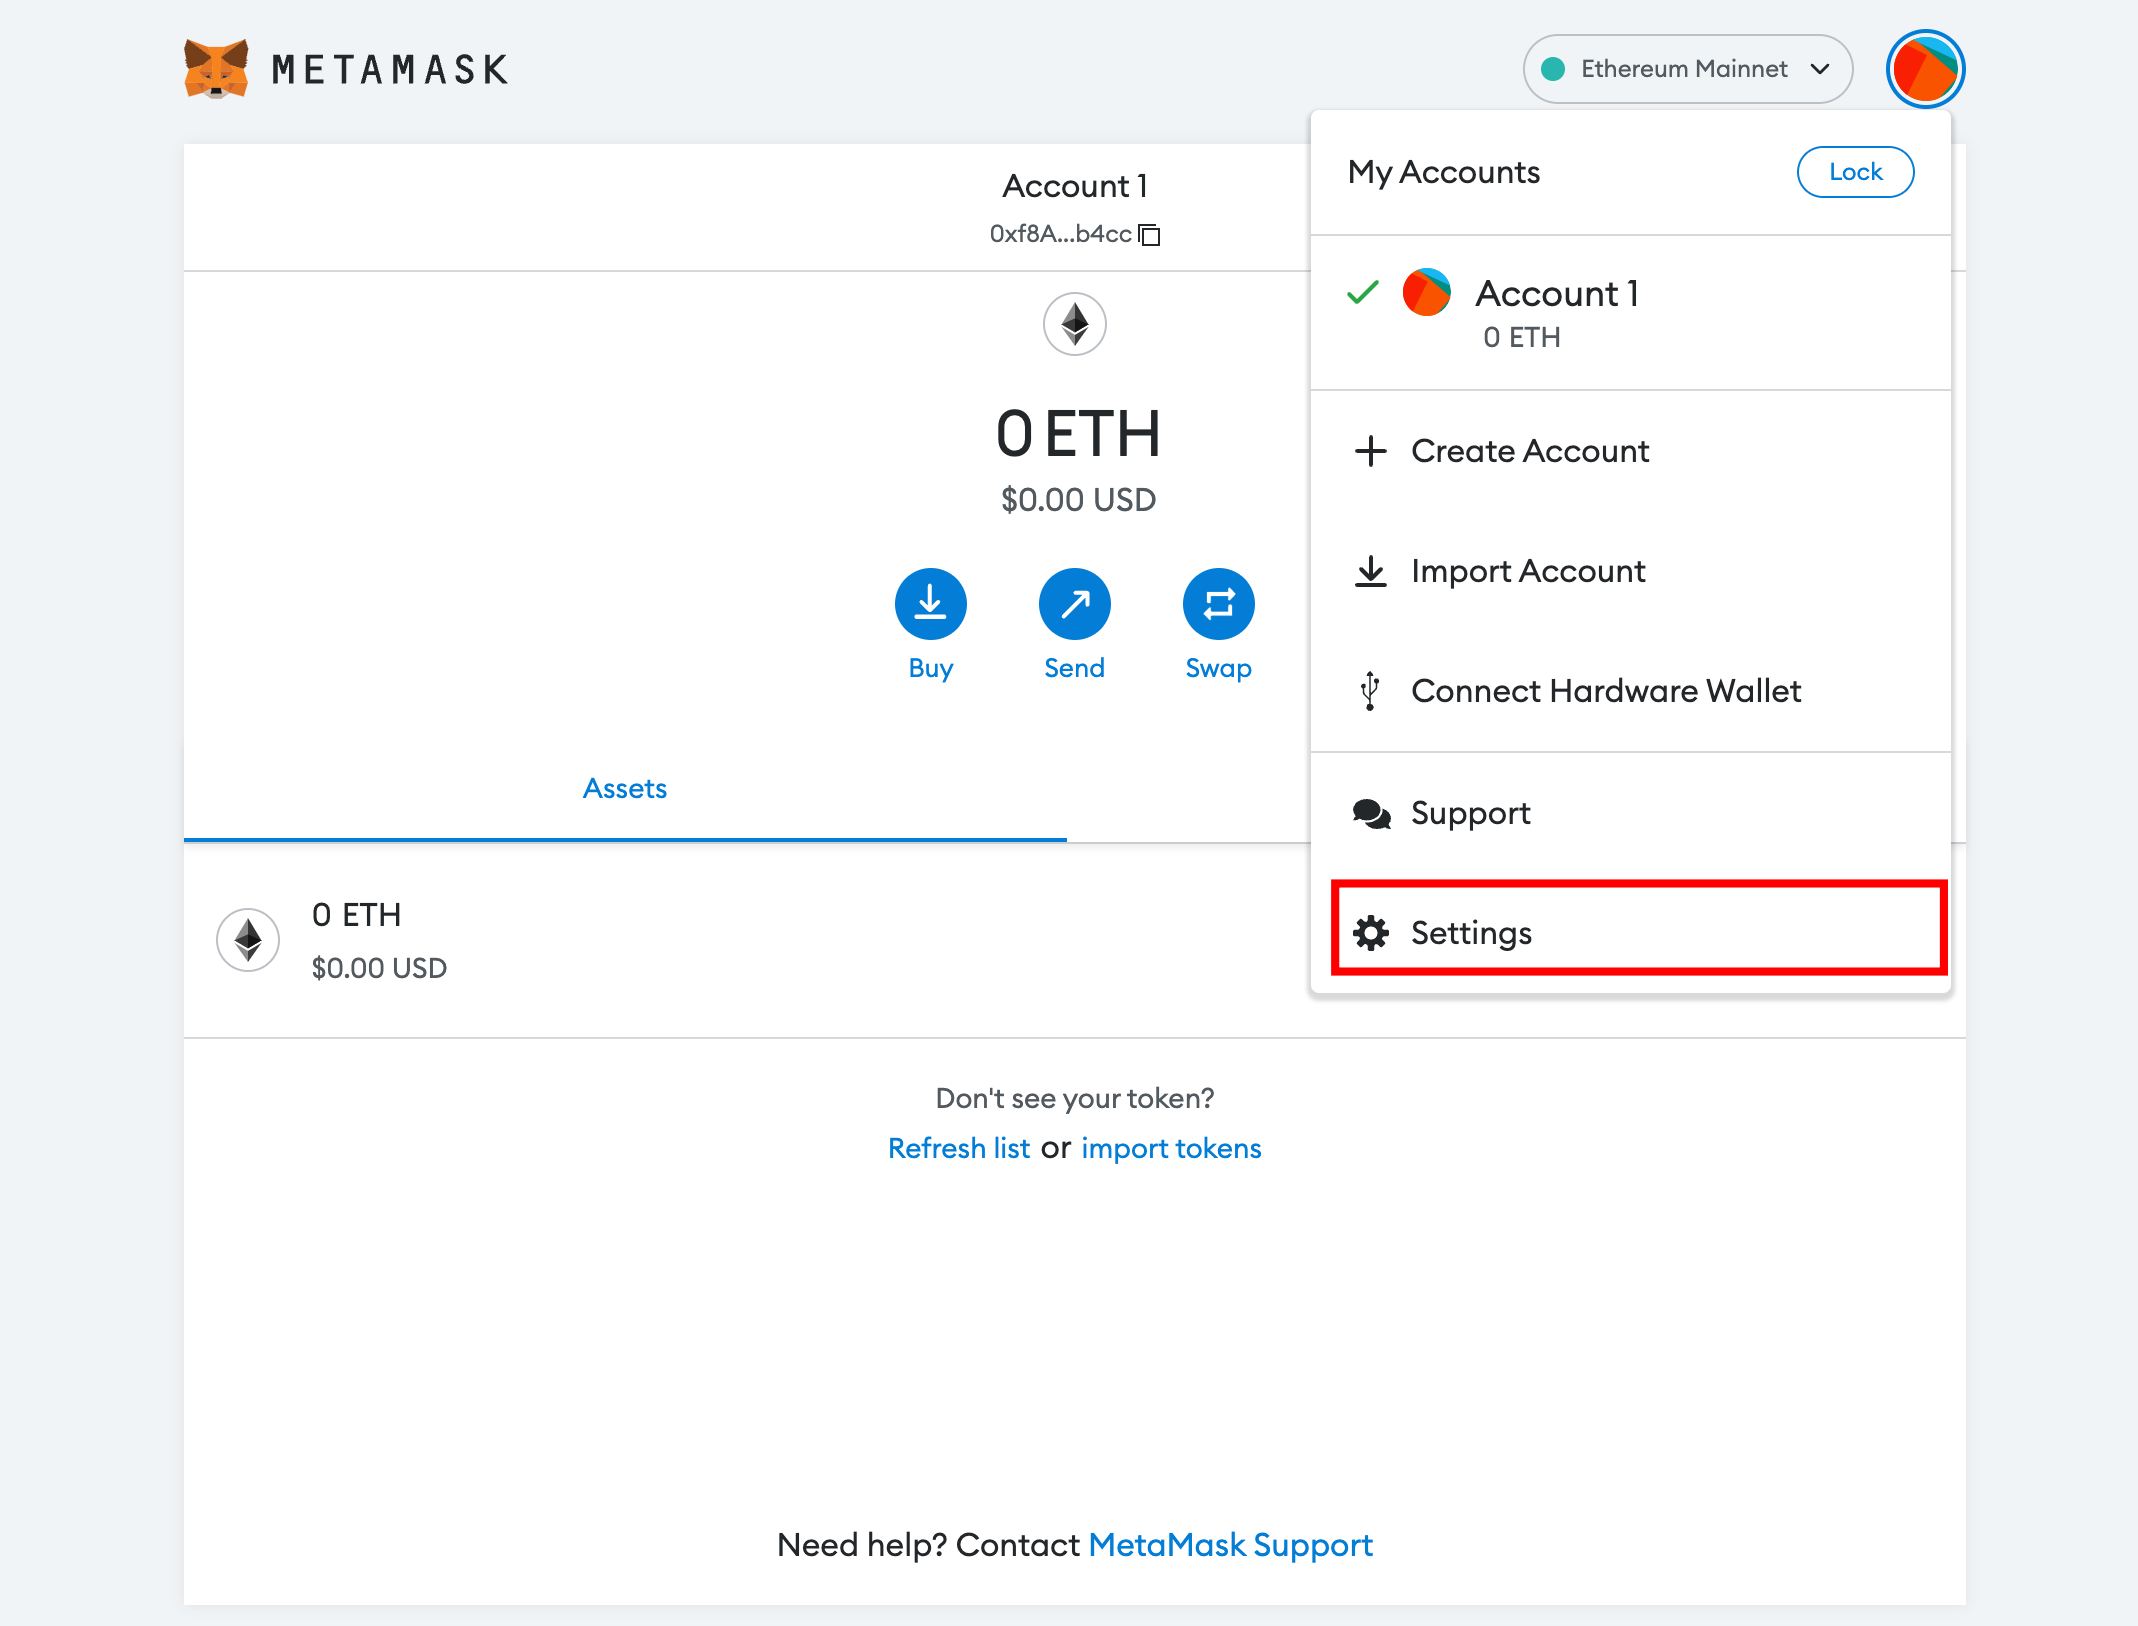 METAMASK
Ethereum Mainnet
Account 1
0xf8A...b4cc
0 ETH
$0.00 USD
Buy
Send
Swap
Assets
0 ETH
$0.00 USD
Don't see your token?
Refresh list or import tokens
Need help? Contact MetaMask Support
My Accounts
Lock
Account 1
0 ETH
Create Account
Import Account
Connect Hardware Wallet
Support
Settings